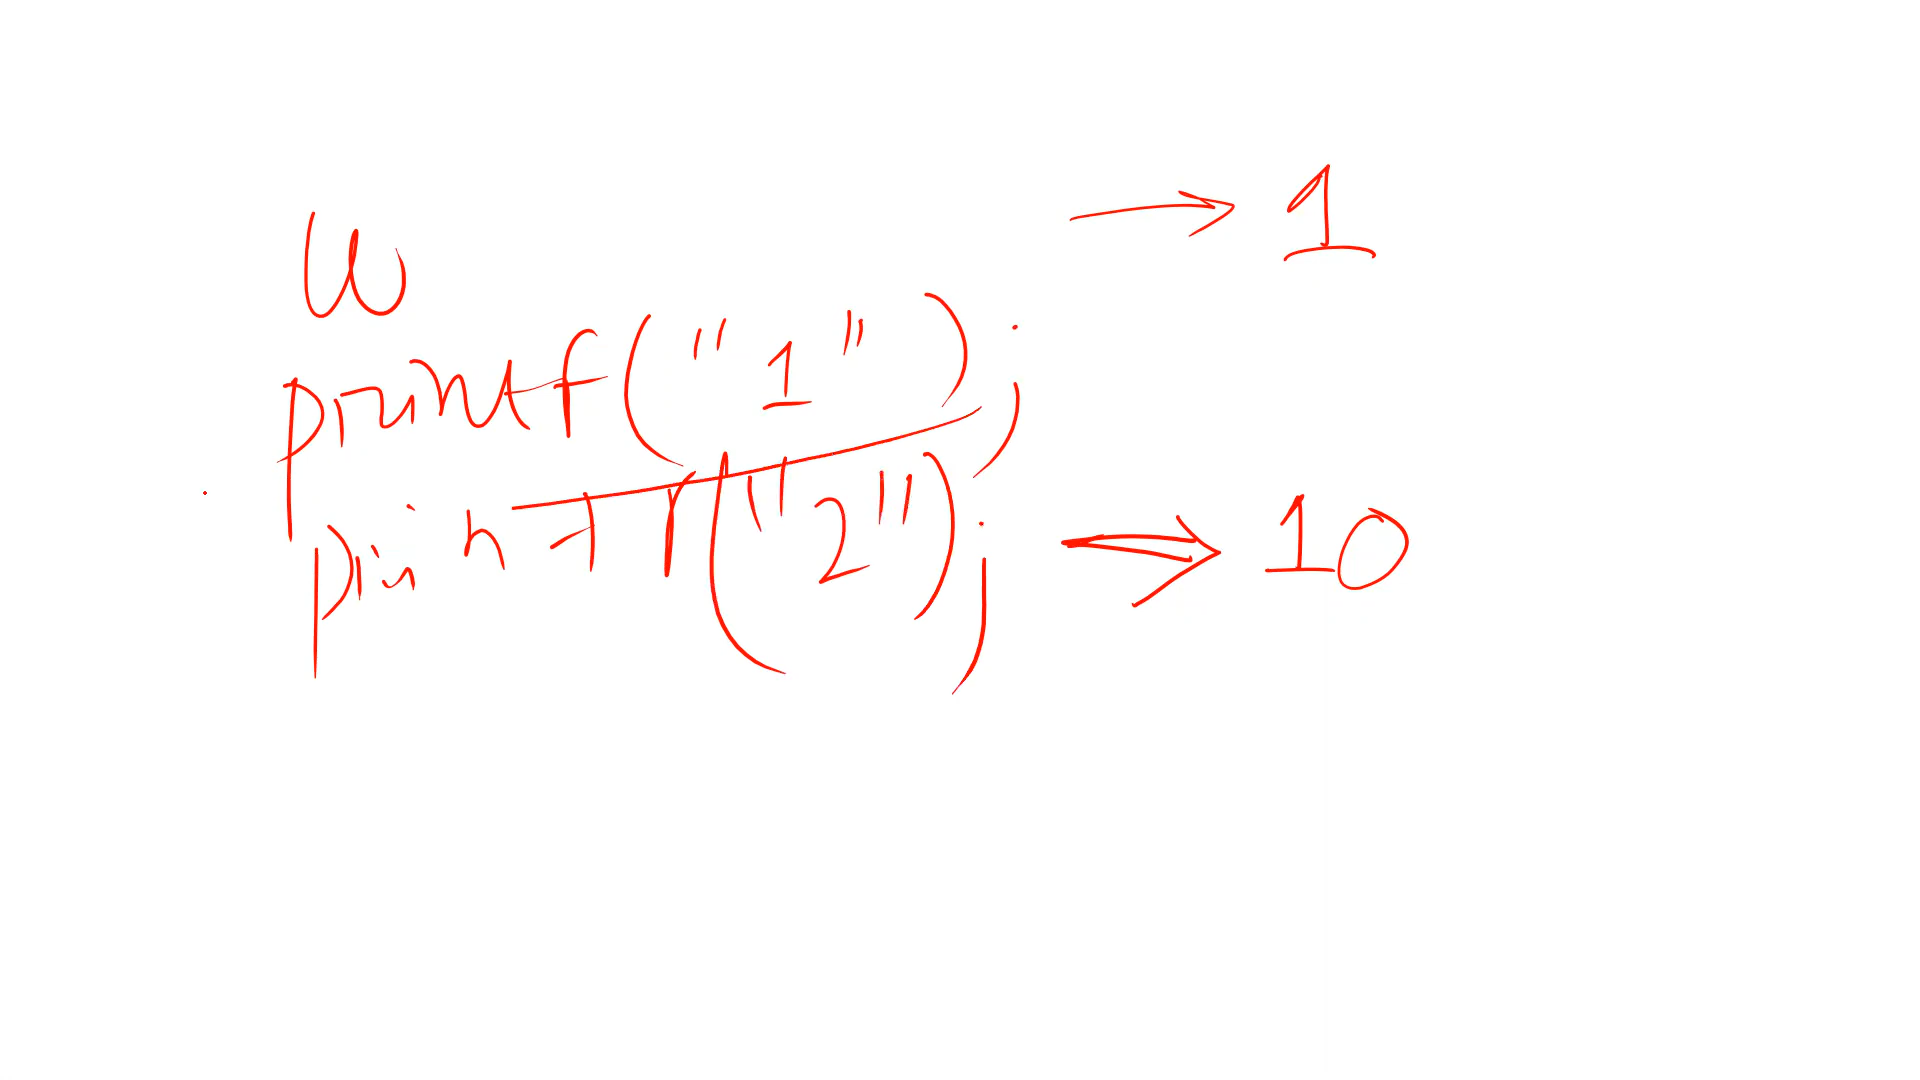 → 1
w
printf("1");
printf("2"); ⇒ 10